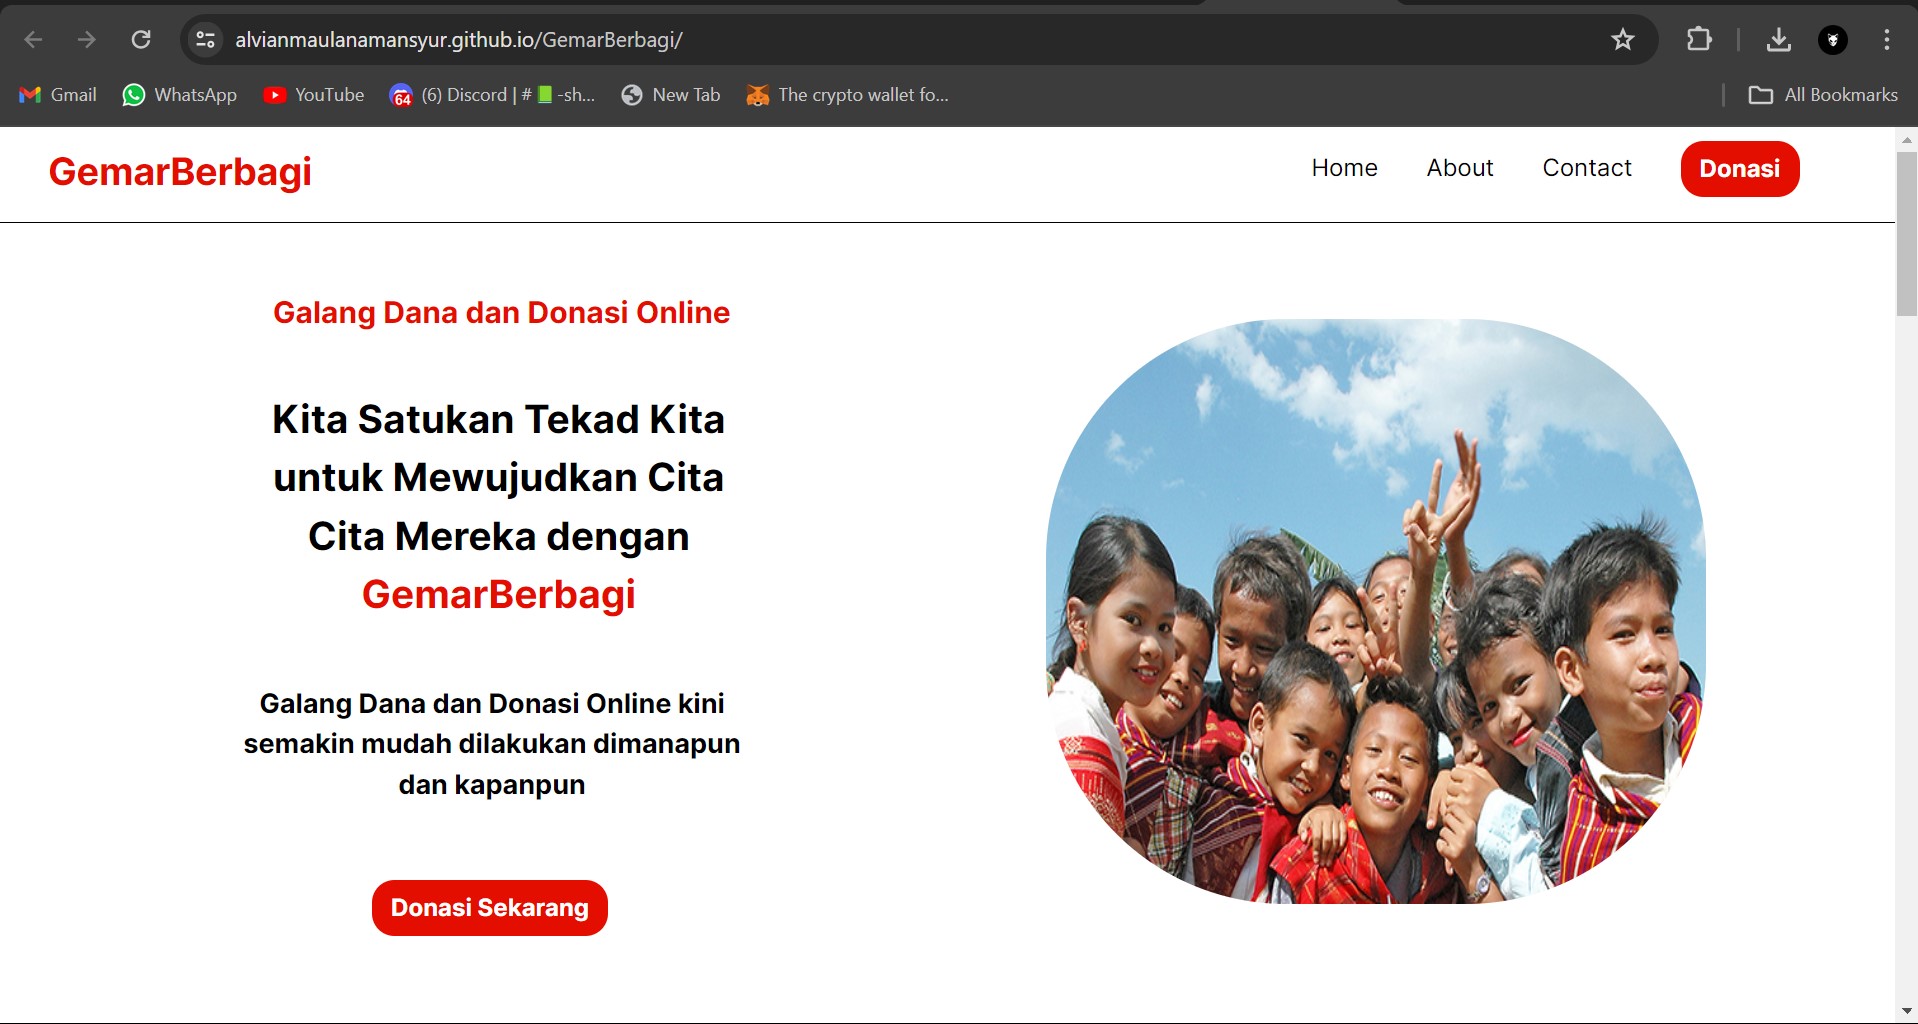 alvianmaulanamansyur.github.io/GemarBerbagi/
Gmail
WhatsApp
YouTube
64
(6) Discord | #📗-sh...
New Tab
The crypto wallet fo...
All Bookmarks
GemarBerbagi
Home
About
Contact
Donasi
Galang Dana dan Donasi Online
Kita Satukan Tekad Kita
untuk Mewujudkan Cita
Cita Mereka dengan
GemarBerbagi
Galang Dana dan Donasi Online kini
semakin mudah dilakukan dimanapun
dan kapanpun
Donasi Sekarang